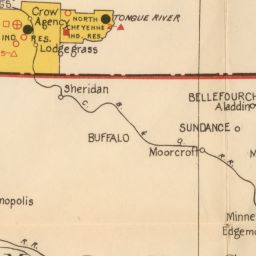 Crow
Agency
NORTH
CHEYENNE
IND. RES.
TONGUE RIVER
IND RES.
Lodgegrass
Sheridan
C. B. & Q.
BUFFALO
Moorcroft
R.R.
BELLEFOURCH
Aladdin
SUNDANCE
nopolis
R.R.
Minne
Edgemo